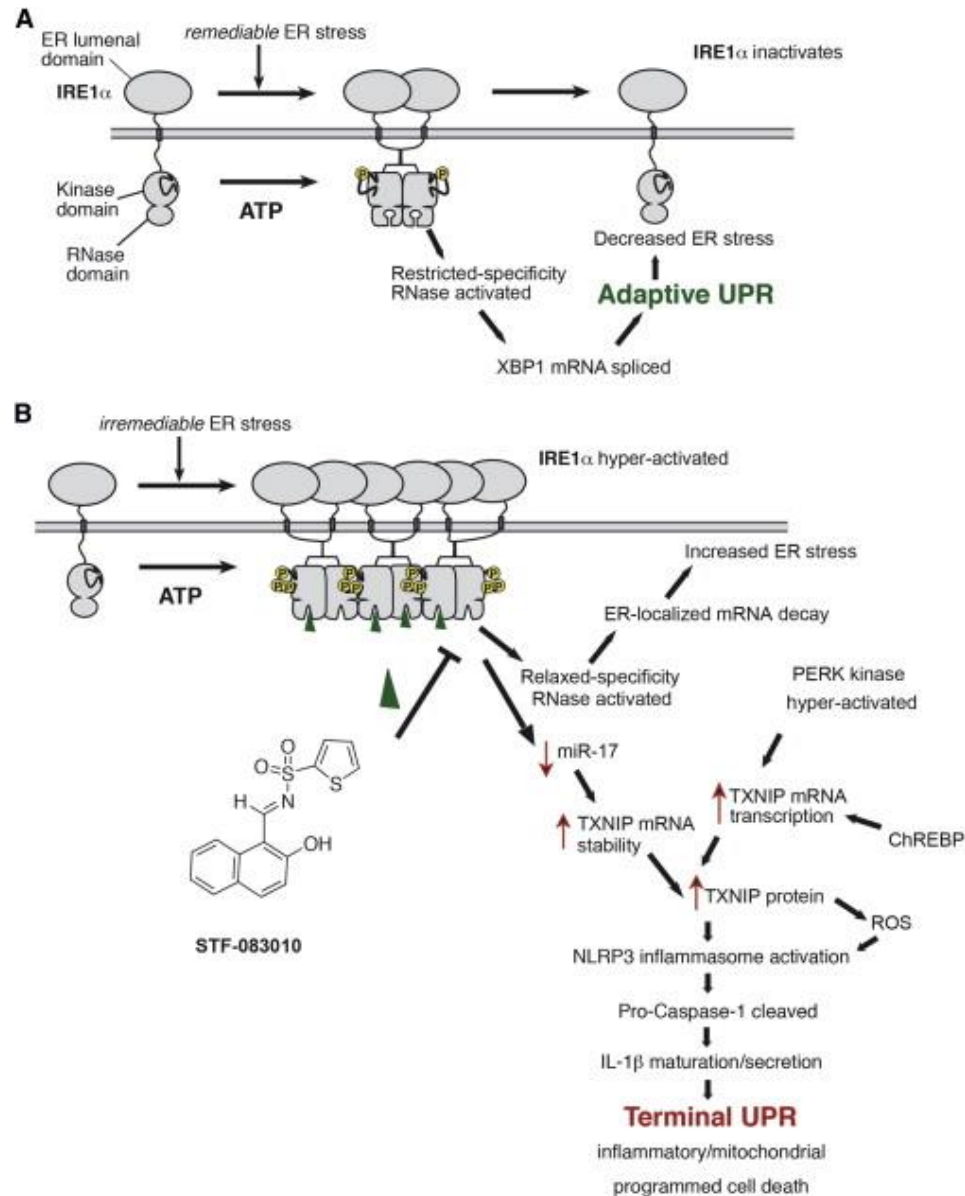 A
ER lumenal
domain
remediable ER stress
IRE1α
IRE1α inactivates
P
P
Kinase
domain
ATP
RNase
domain
Decreased ER stress
Restricted-specificity
RNase activated
Adaptive UPR
XBP1 mRNA spliced
B
irremediable ER stress
IRE1α hyper-activated
ATP
P
P P
P
P P
P
P P
P
P P
Increased ER stress
ER-localized mRNA decay
Relaxed-specificity
RNase activated
PERK kinase
hyper-activated
miR-17
TXNIP mRNA
stability
TXNIP mRNA
transcription
ChREBP
TXNIP protein
ROS
O
O=S
S
H
N
OH
STF-083010
NLRP3 inflammasome activation
Pro-Caspase-1 cleaved
IL-1β maturation/secretion
Terminal UPR
inflammatory/mitochondrial
programmed cell death